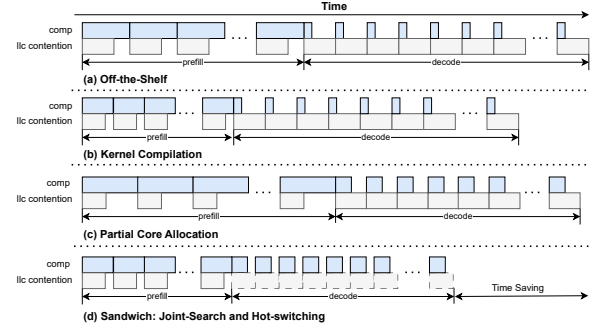 Time
comp
llc contention
prefill
decode
(a) Off-the-Shelf
comp
llc contention
prefill
decode
(b) Kernel Compilation
comp
llc contention
prefill
decode
(c) Partial Core Allocation
comp
llc contention
Time Saving
prefill
decode
(d) Sandwich: Joint-Search and Hot-switching